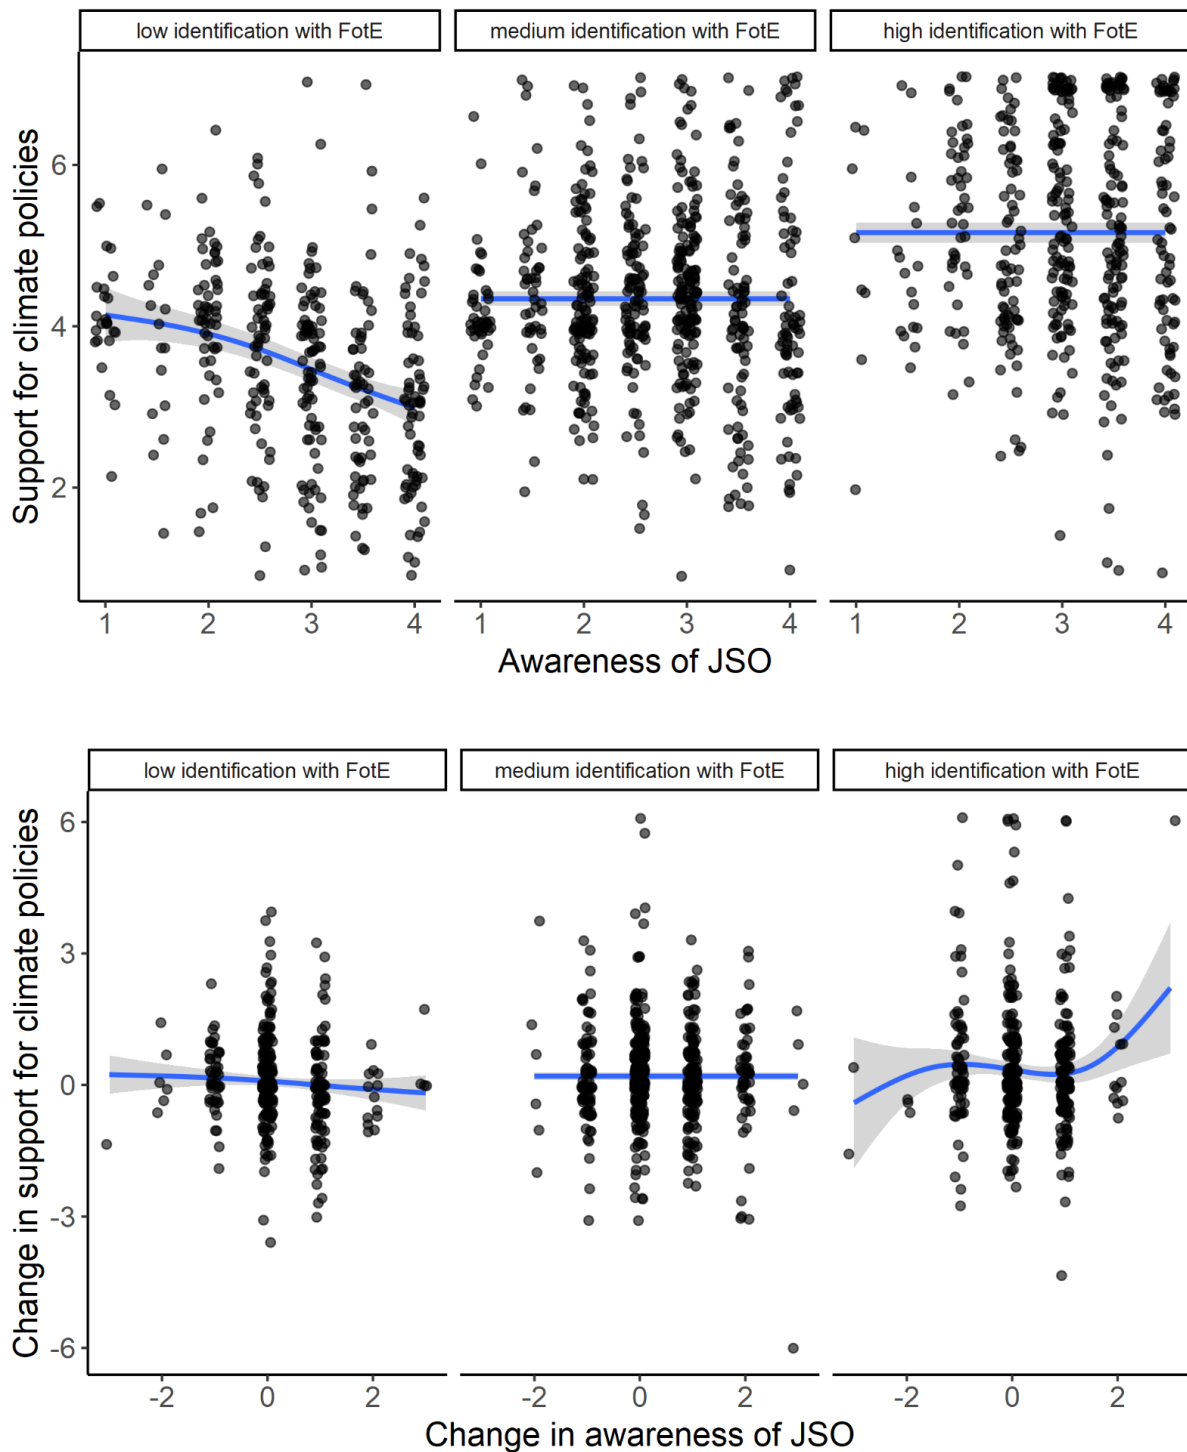 low identification with FotE
medium identification with FotE
high identification with FotE
Support for climate policies
6
4
2
1 2 3 4
1 2 3 4
1 2 3 4
Awareness of JSO
low identification with FotE
medium identification with FotE
high identification with FotE
Change in support for climate policies
6
3
0
-3
-6
-2 0 2
-2 0 2
-2 0 2
Change in awareness of JSO